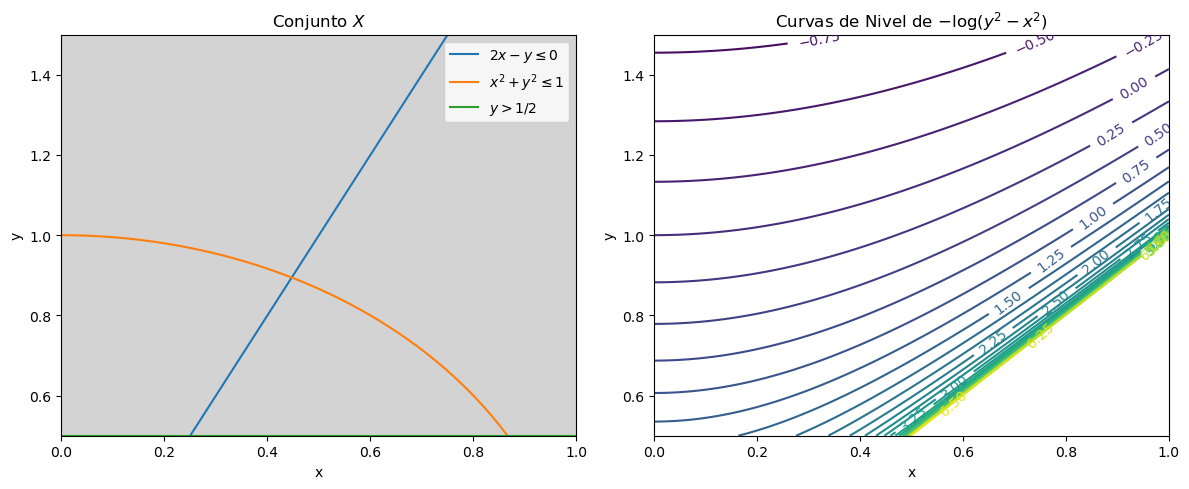 Conjunto X
2x − y ≤ 0
x² + y² ≤ 1
y > 1/2
1.4
1.2
1.0
0.8
0.6
y
0.0 0.2 0.4 0.6 0.8 1.0
x
Curvas de Nivel de −log(y² − x²)
−0.75
−0.50
−0.25
0.00
0.25
0.50
0.75
1.00
1.25
1.50
1.75
2.00
2.25
2.50
1.4
1.2
1.0
0.8
0.6
y
0.0 0.2 0.4 0.6 0.8 1.0
x